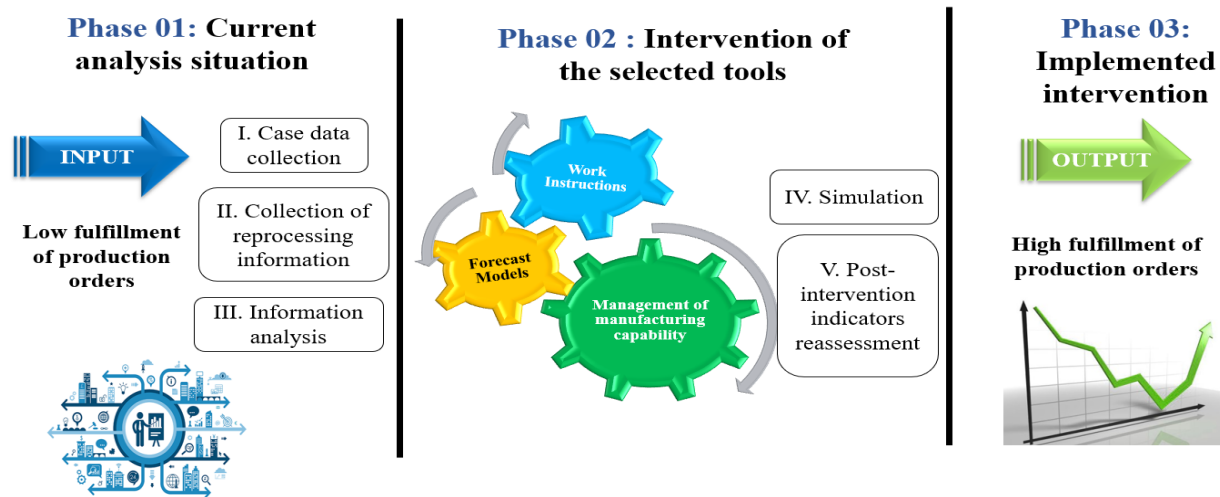 Phase 01: Current
analysis situation
INPUT
Low fulfillment
of production
orders
I. Case data
collection
II. Collection of
reprocessing
information
III. Information
analysis
Phase 02 : Intervention of
the selected tools
Work
Instructions
Forecast
Models
Management of
manufacturing
capability
IV. Simulation
V. Post-
intervention
indicators
reassessment
Phase 03:
Implemented
intervention
OUTPUT
High fulfillment of
production orders